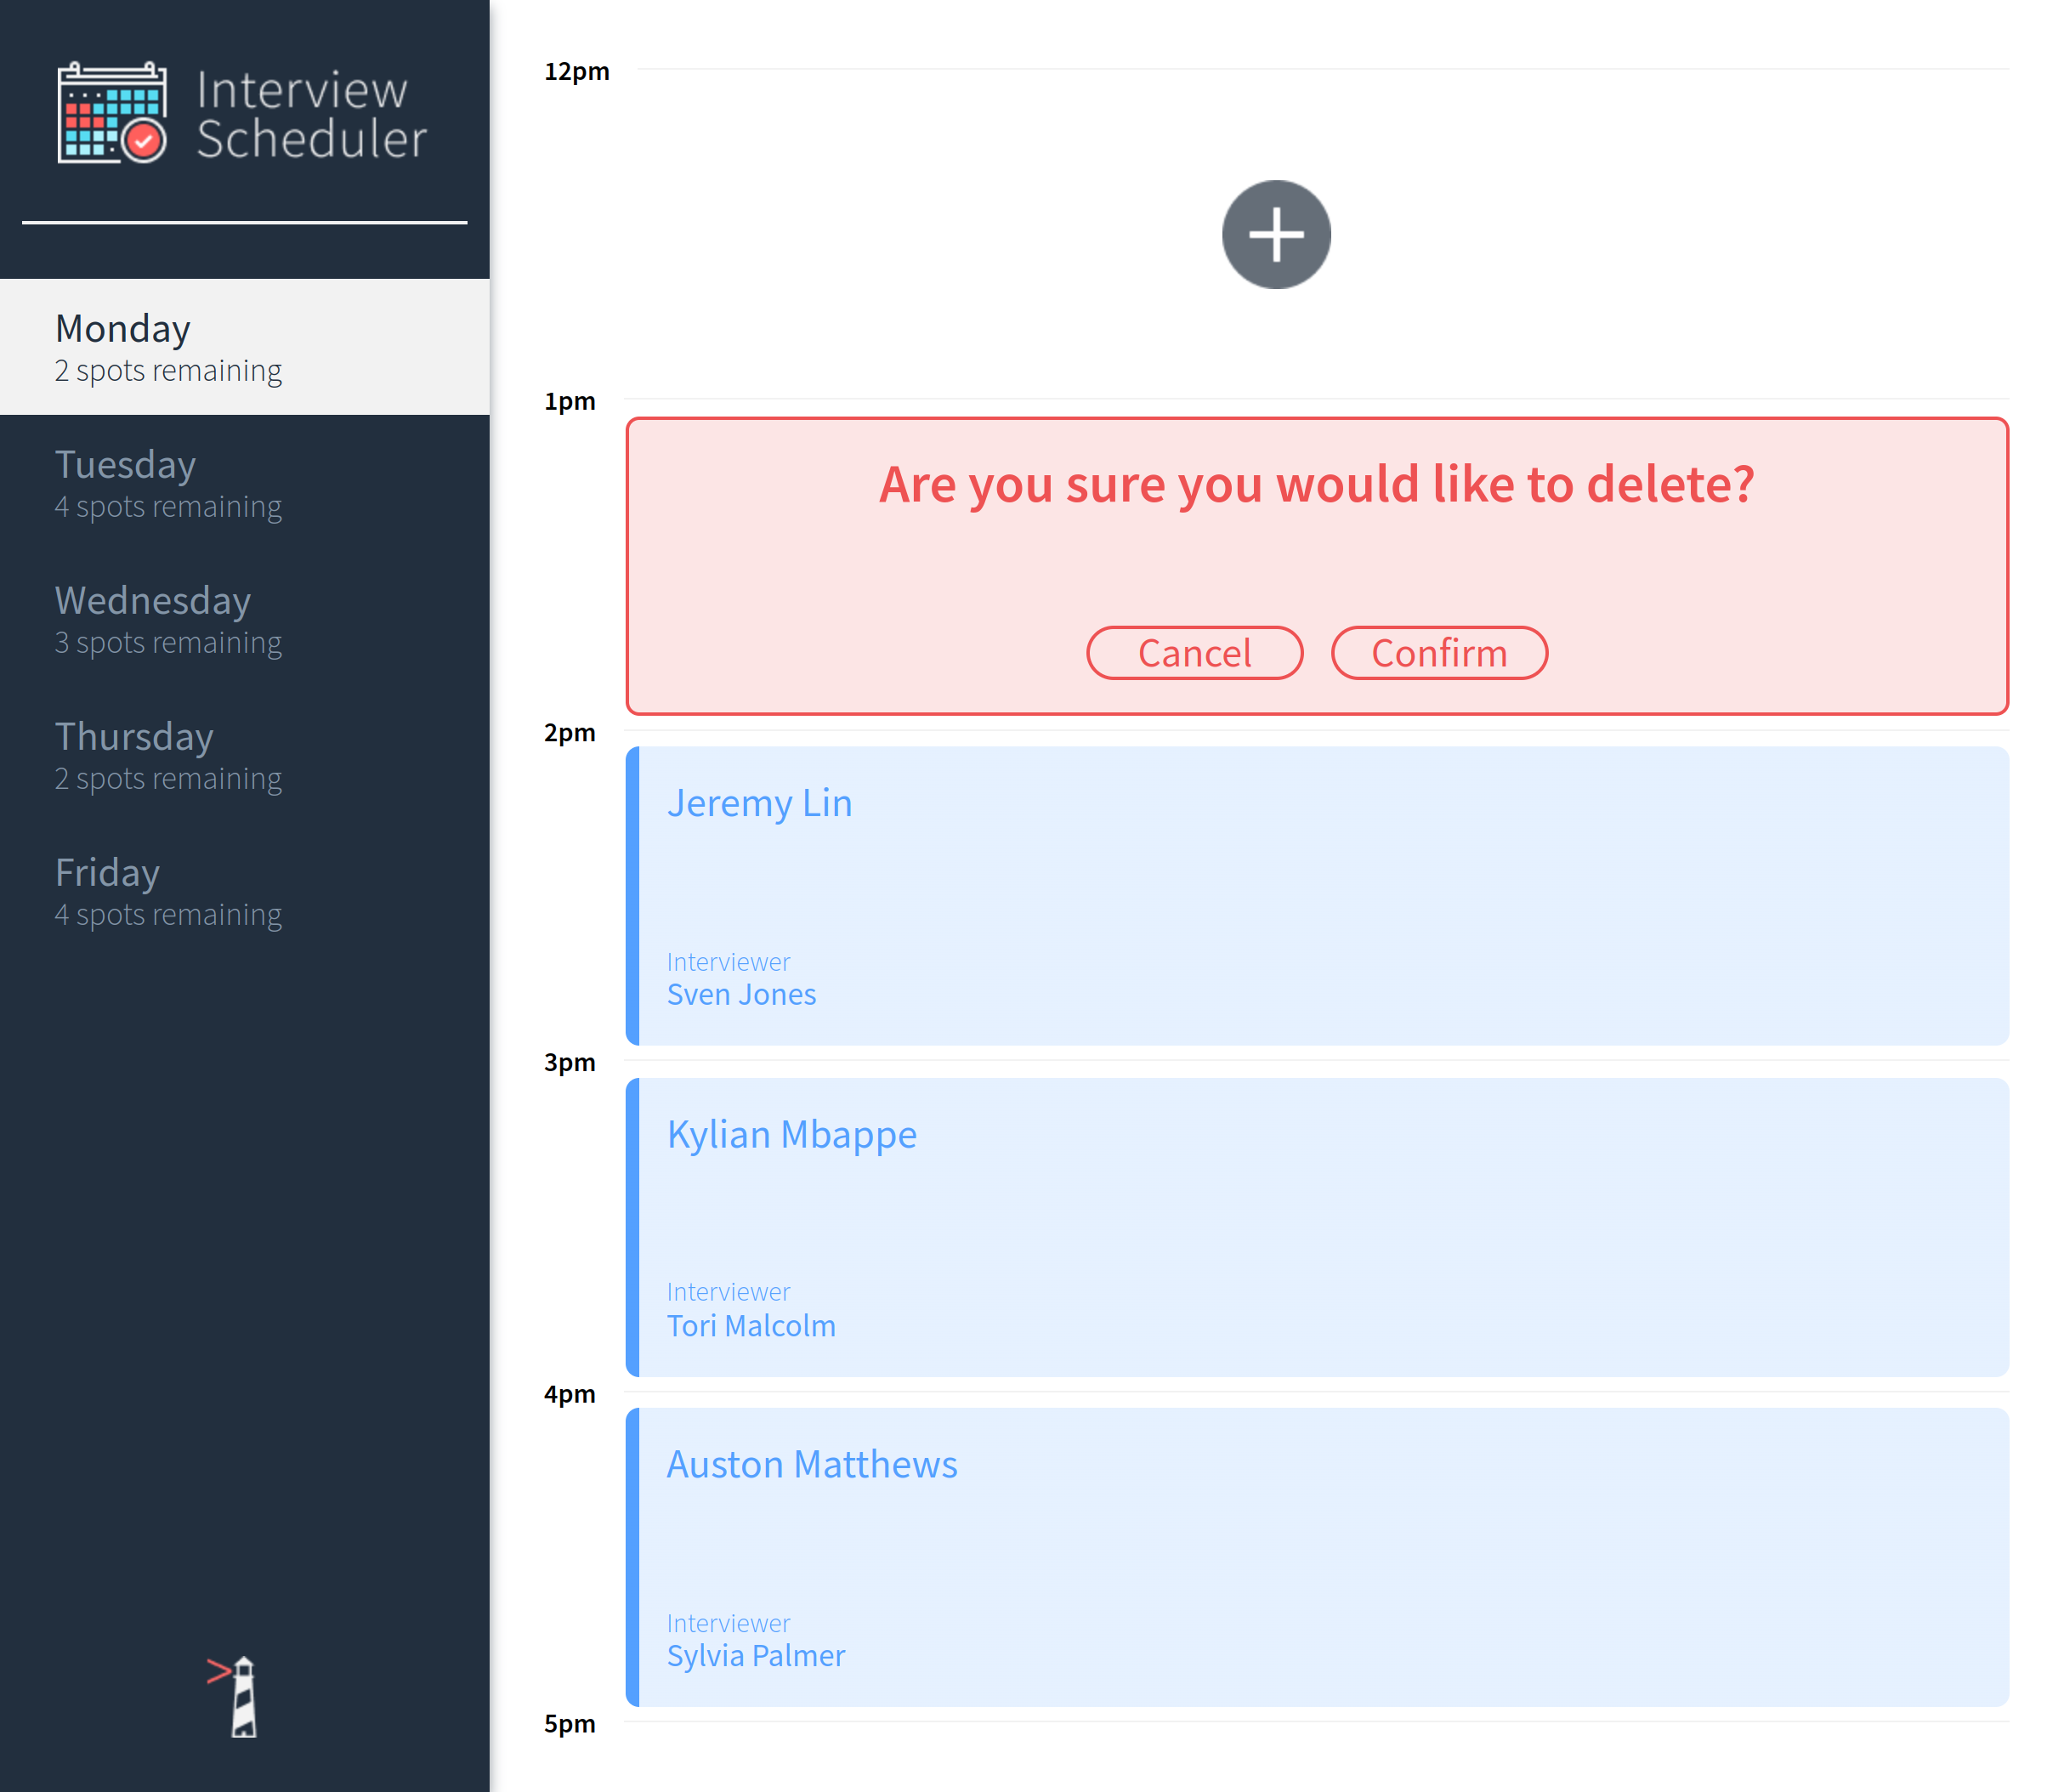 Interview
Scheduler
Monday
2 spots remaining
Tuesday
4 spots remaining
Wednesday
3 spots remaining
Thursday
2 spots remaining
Friday
4 spots remaining
12pm
1pm
Are you sure you would like to delete?
Cancel Confirm
2pm
Jeremy Lin
Interviewer
Sven Jones
3pm
Kylian Mbappe
Interviewer
Tori Malcolm
4pm
Auston Matthews
Interviewer
Sylvia Palmer
5pm